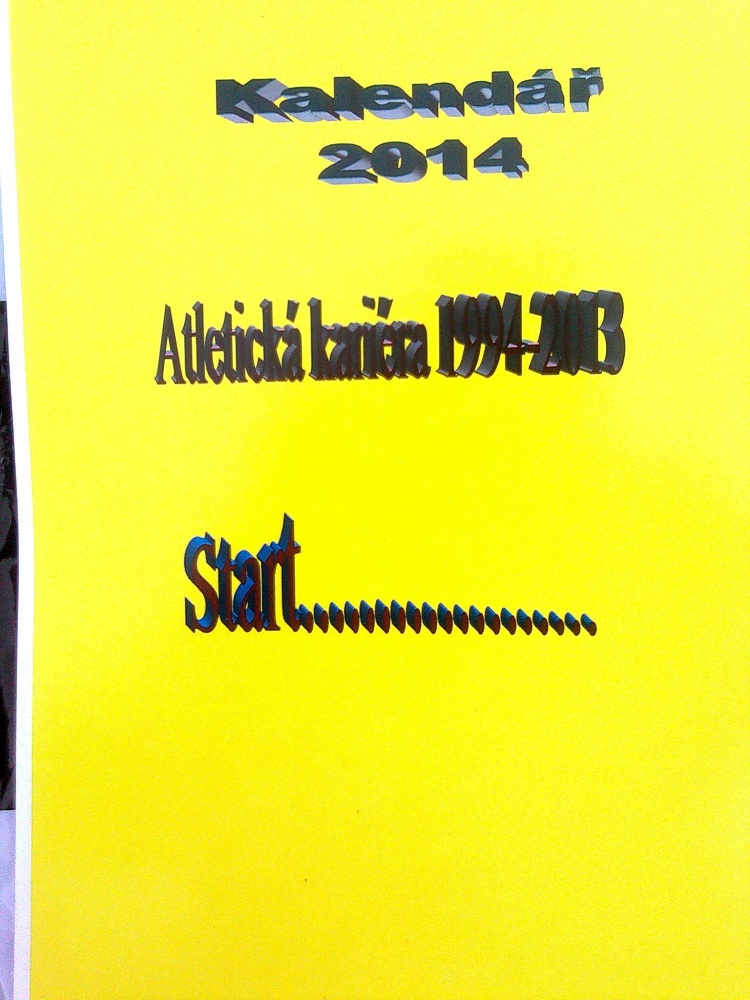 Kalendář
2014
Atletická kariéra 1994-2013
Start...................